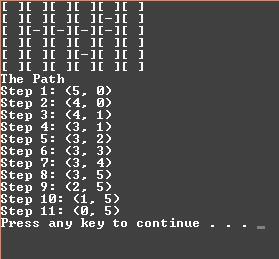 [ ][ ][ ][ ][ ][ ][ ]
[ ][ ][ ][ ][ ][-][ ]
[ ][-][-][-][-][-][ ]
[ ][ ][ ][ ][ ][ ][ ]
[ ][ ][ ][ ][-][ ][ ]
[ ][ ][ ][ ][ ][ ][ ]
The Path
Step 1: (5, 0)
Step 2: (4, 0)
Step 3: (4, 1)
Step 4: (3, 1)
Step 5: (3, 2)
Step 6: (3, 3)
Step 7: (3, 4)
Step 8: (3, 5)
Step 9: (2, 5)
Step 10: (1, 5)
Step 11: (0, 5)
Press any key to continue . . . _